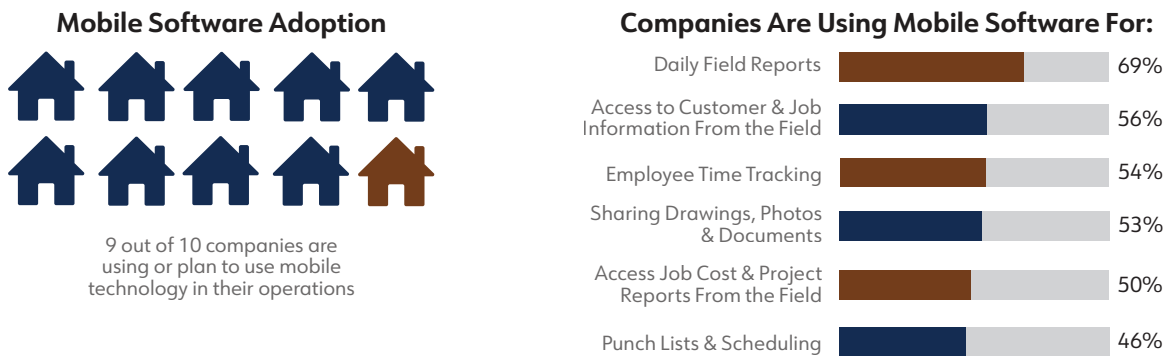 Mobile Software Adoption
9 out of 10 companies are
using or plan to use mobile
technology in their operations
Companies Are Using Mobile Software For:
Daily Field Reports
69%
Access to Customer & Job
Information From the Field
56%
Employee Time Tracking
54%
Sharing Drawings, Photos
& Documents
53%
Access Job Cost & Project
Reports From the Field
50%
Punch Lists & Scheduling
46%